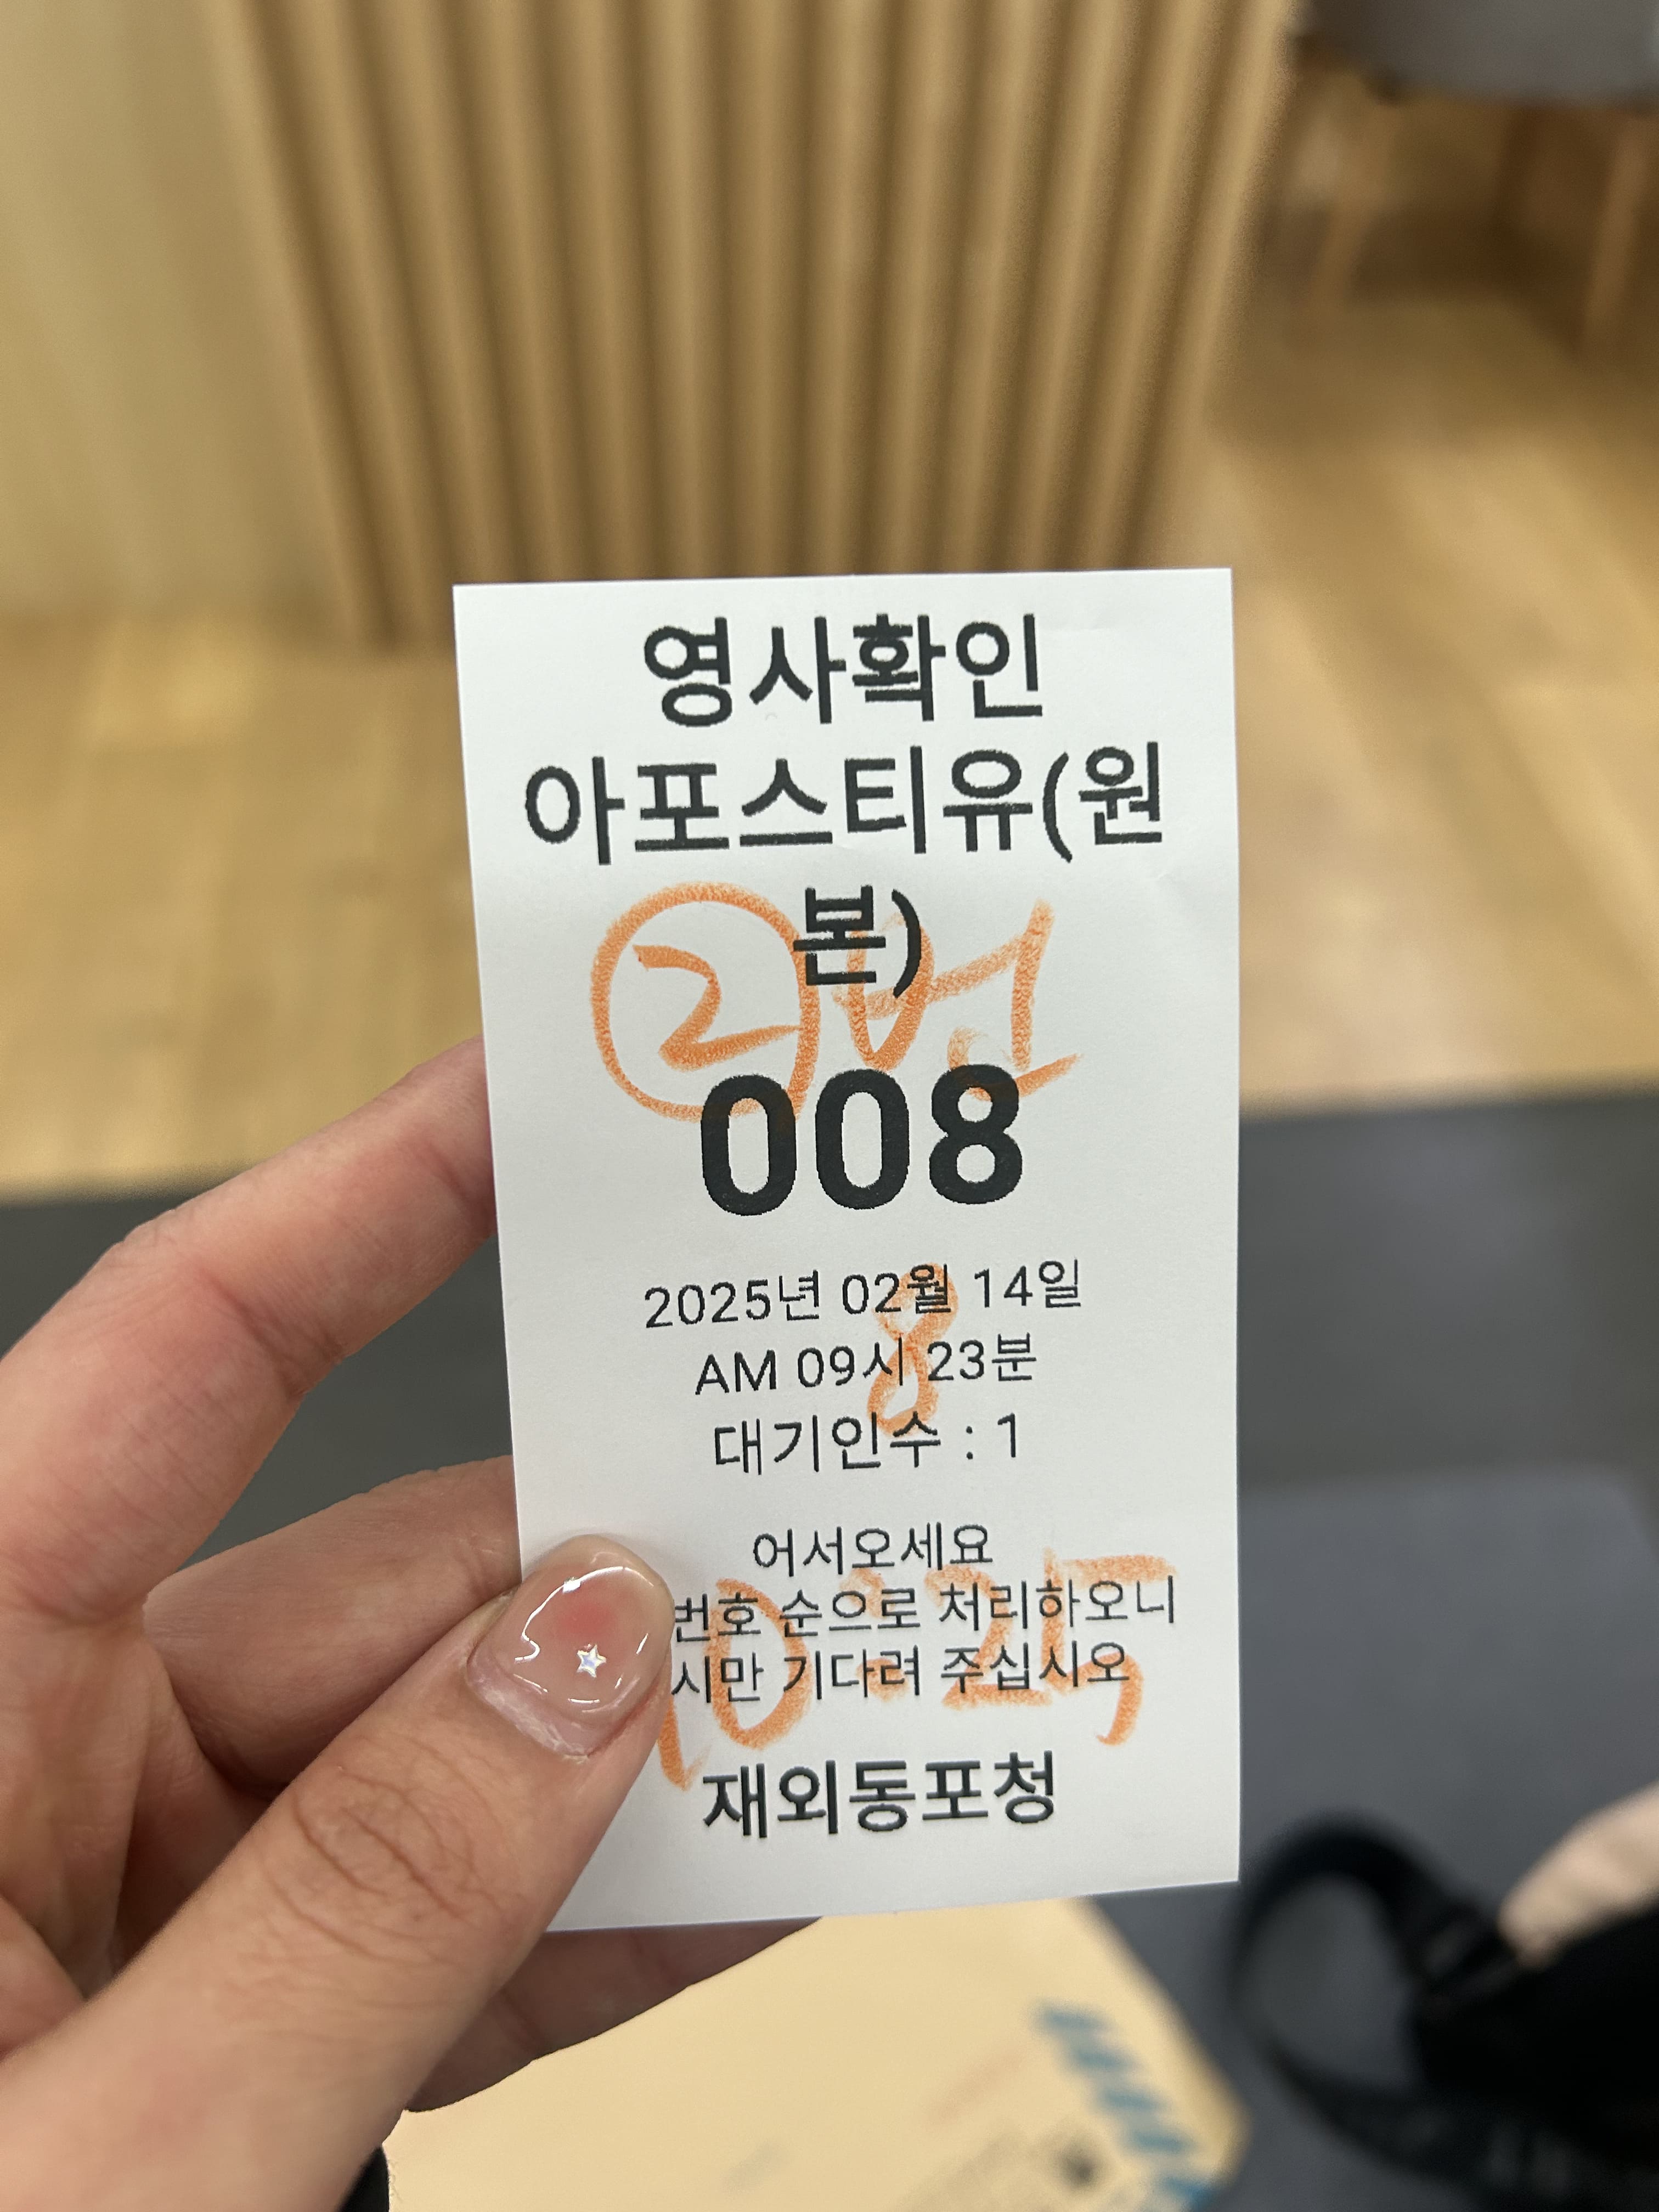 영사확인
아포스티유(원
본)
② 번
008
2025년 02월 14일
AM 09시 23분
8
대기인수 : 1
어서오세요
번호 순으로 처리하오니
시만 기다려 주십시오
10:25
재외동포청